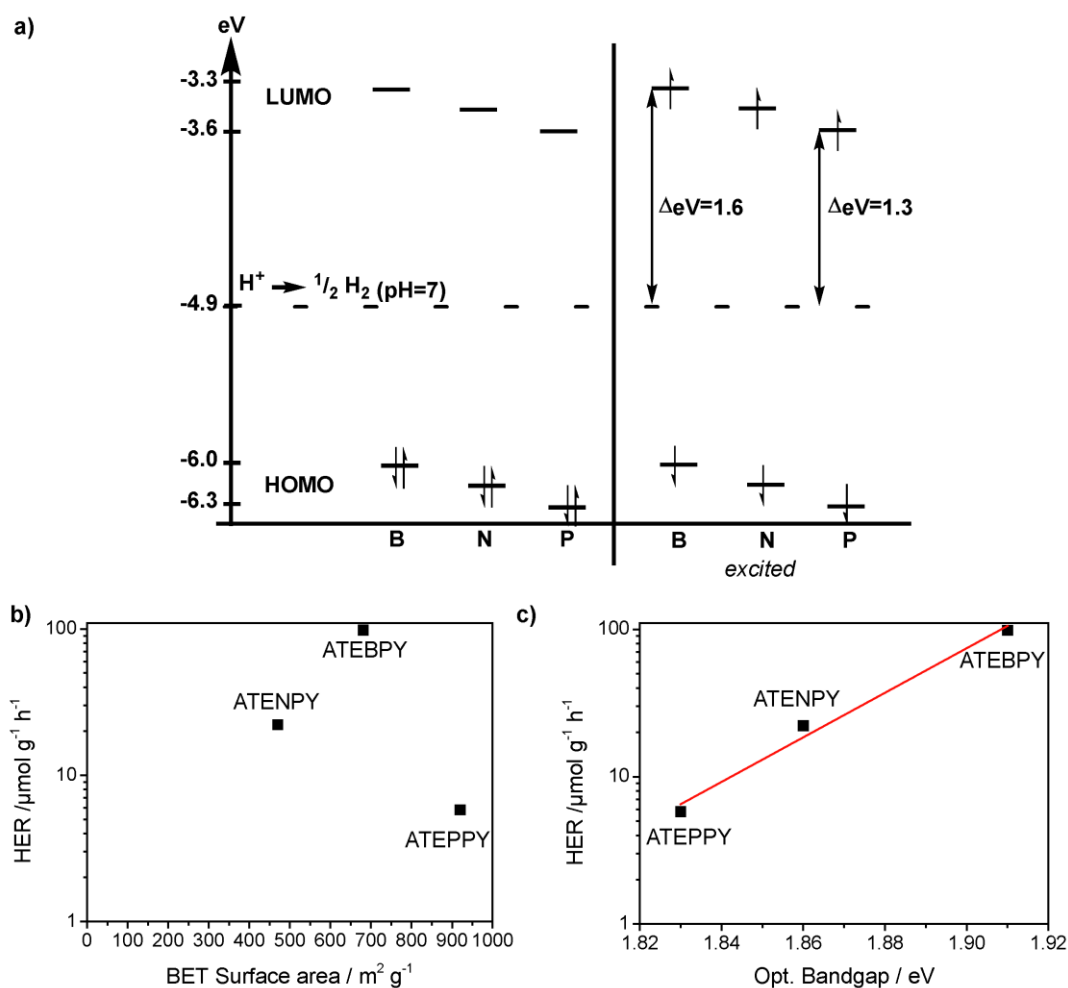 a)
eV
-3.3
LUMO
-3.6
ΔeV=1.6
ΔeV=1.3
H⁺ → ¹/₂ H₂ (pH=7)
-4.9
-6.0
HOMO
-6.3
B N P B N P
excited
b)
100
ATEBPY
ATENPY
10
ATEPPY
1
0 100 200 300 400 500 600 700 800 900 1000
HER /µmol g⁻¹ h⁻¹
BET Surface area / m² g⁻¹
c)
100
ATEBPY
ATENPY
10
ATEPPY
1
1.82 1.84 1.86 1.88 1.90 1.92
HER /µmol g⁻¹ h⁻¹
Opt. Bandgap / eV